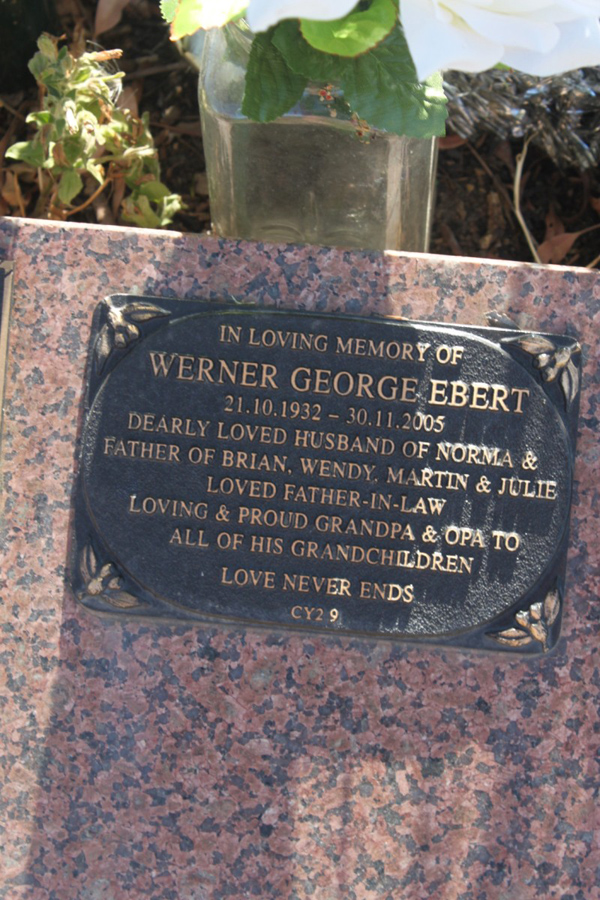 IN LOVING MEMORY OF
WERNER GEORGE EBERT
21.10.1932 – 30.11.2005
DEARLY LOVED HUSBAND OF NORMA &
FATHER OF BRIAN, WENDY, MARTIN & JULIE
LOVED FATHER-IN-LAW
LOVING & PROUD GRANDPA & OPA TO
ALL OF HIS GRANDCHILDREN
LOVE NEVER ENDS
CY2 9